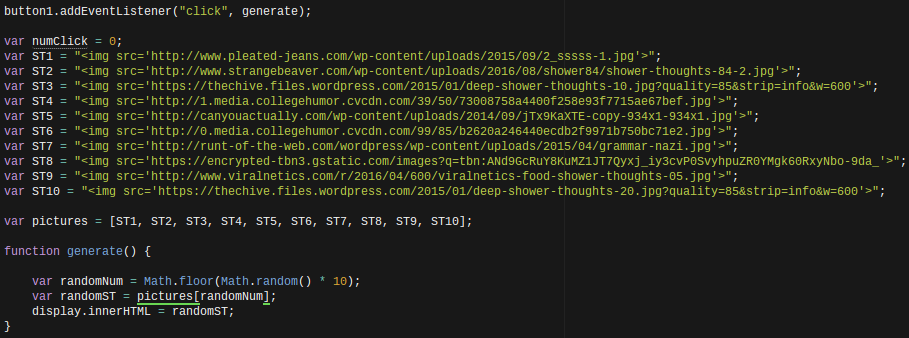 button1.addEventListener("click", generate);
var numClick = 0;
var ST1 = "<img src='http://www.pleated-jeans.com/wp-content/uploads/2015/09/2_sssss-1.jpg'>";
var ST2 = "<img src='http://www.strangebeaver.com/wp-content/uploads/2016/08/shower84/shower-thoughts-84-2.jpg'>;
var ST3 = "<img src='https://thechive.files.wordpress.com/2015/01/deep-shower-thoughts-10.jpg?quality=85&strip=info&w=600'>";
var ST4 = "<img src='http://1.media.collegehumor.cvcdn.com/39/50/73008758a4400f258e93f7715ae67bef.jpg'>";
var ST5 = "<img src='http://canyouactually.com/wp-content/uploads/2014/09/jTx9KaXTE-copy-934x1-934x1.jpg'>";
var ST6 = "<img src='http://0.media.collegehumor.cvcdn.com/99/85/b2620a246440ecdb2f9971b750bc71e2.jpg'>";
var ST7 = "<img src='http://runt-of-the-web.com/wordpress/wp-content/uploads/2015/04/grammar-nazi.jpg'>";
var ST8 = "<img src='https://encrypted-tbn3.gstatic.com/images?q=tbn:ANd9GcRuY8KuMZ1JT7Qyxj_iy3cvP0SvyhpuZR0YMgk60RxyNbo-9da_'>";
var ST9 = "<img src='http://www.viralnetics.com/r/2016/04/600/viralnetics-food-shower-thoughts-05.jpg'>";
var ST10 = "<img src='https://thechive.files.wordpress.com/2015/01/deep-shower-thoughts-20.jpg?quality=85&strip=info&w=600'>";
var pictures = [ST1, ST2, ST3, ST4, ST5, ST6, ST7, ST8, ST9, ST10];
function generate() {
var randomNum = Math.floor(Math.random() * 10);
var randomST = pictures[randomNum];
display.innerHTML = randomST;
}